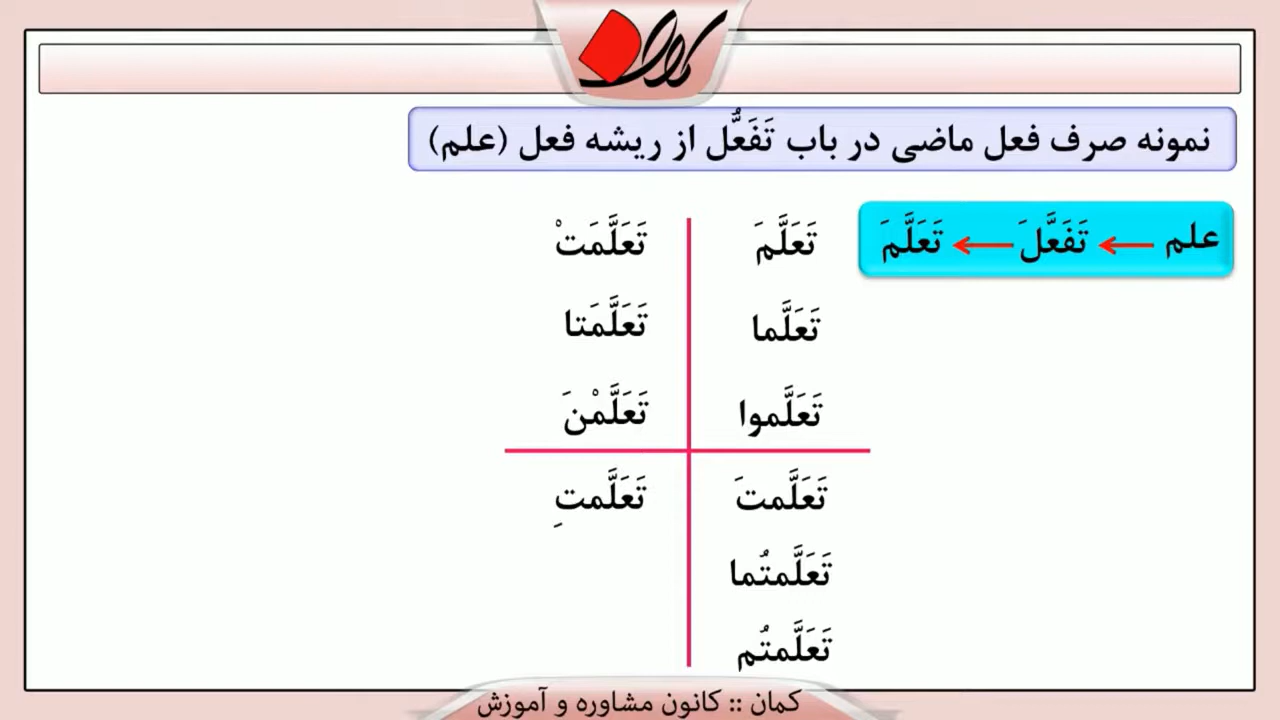 کمان
نمونه صرف فعل ماضی در باب تَفَعُّل از ریشه فعل (علم)
علم ← تَفَعَّلَ ← تَعَلَّمَ
تَعَلَّمَ تَعَلَّمَتْ
تَعَلَّما تَعَلَّمَتا
تَعَلَّموا تَعَلَّمْنَ
تَعَلَّمتَ تَعَلَّمتِ
تَعَلَّمتُما
تَعَلَّمتُم
کمان :: کانون مشاوره و آموزش